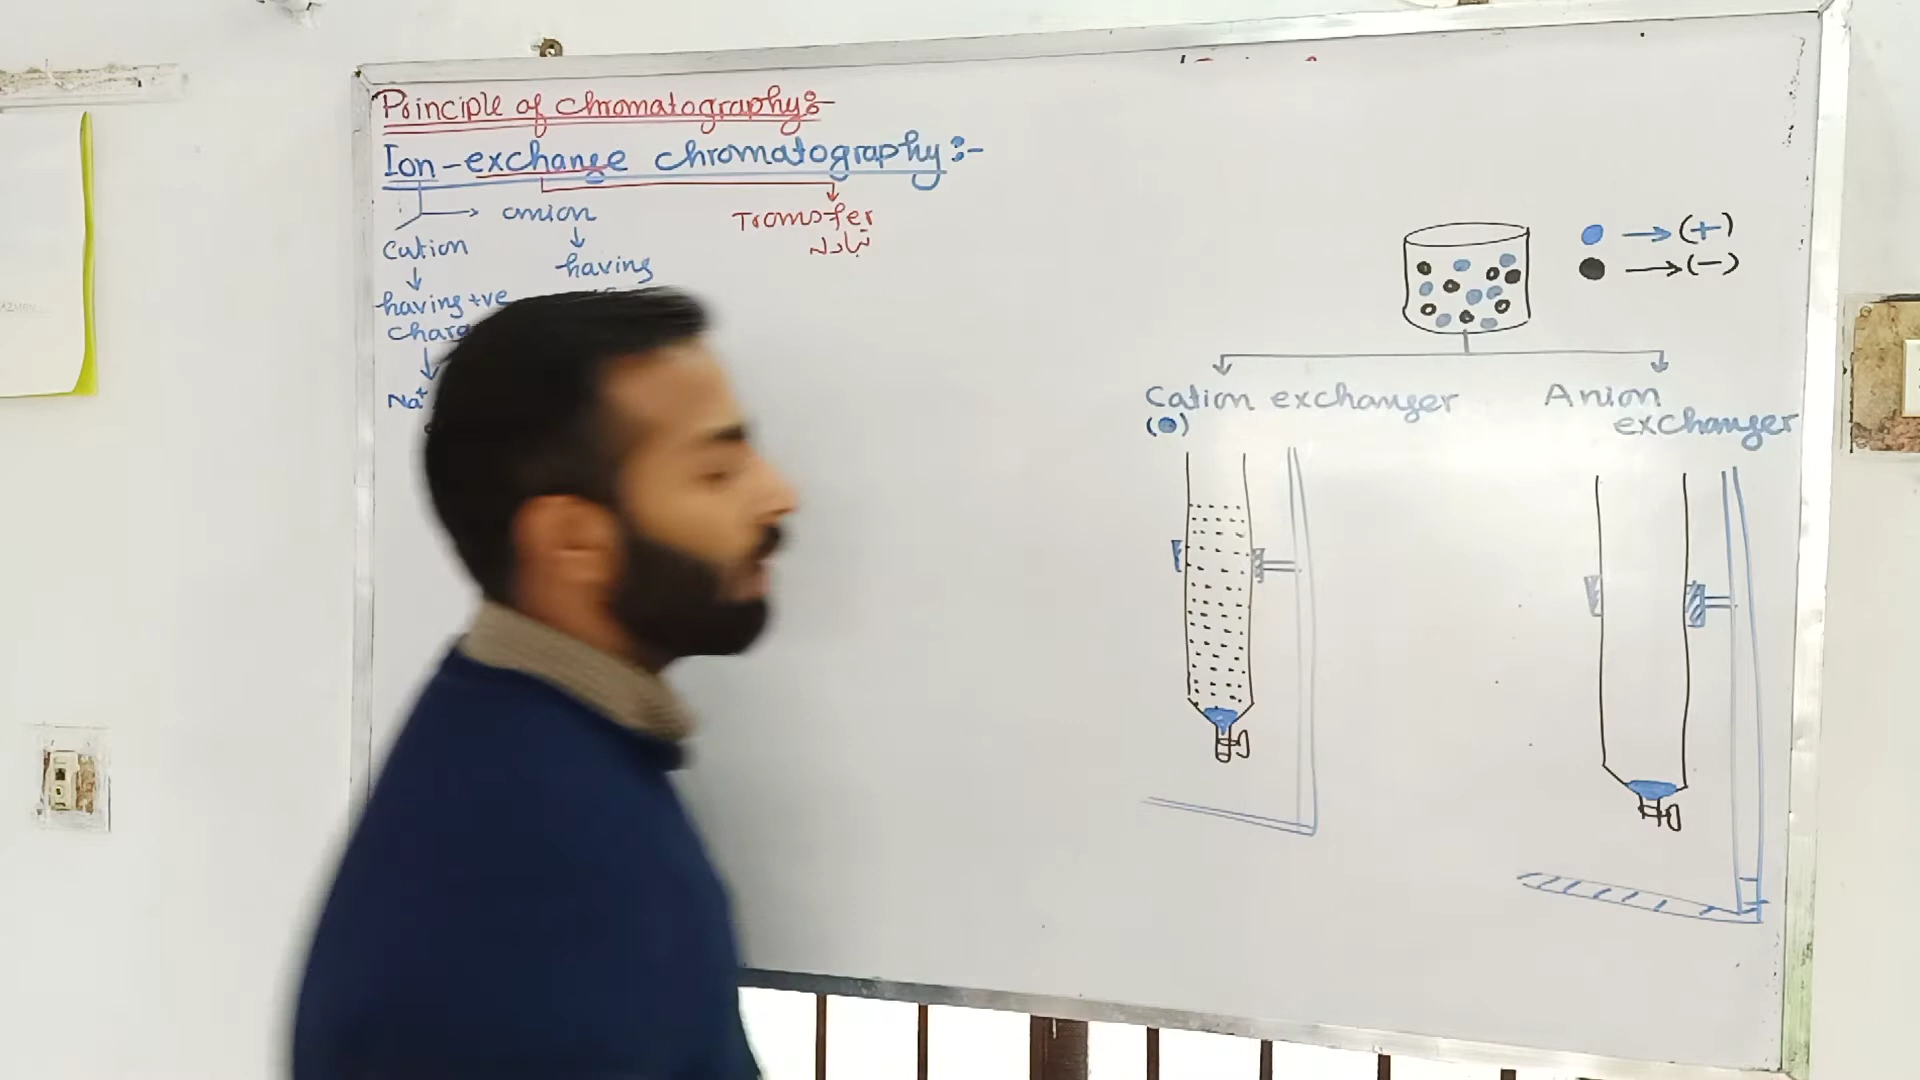 Principle of chromatography:-
Ion-exchange chromatography:-
anion
Transfer
تبادلہ
Cation
having
having +ve
Na⁺
→ (+)
→ (-)
Cation exchanger
Anion
exchanger